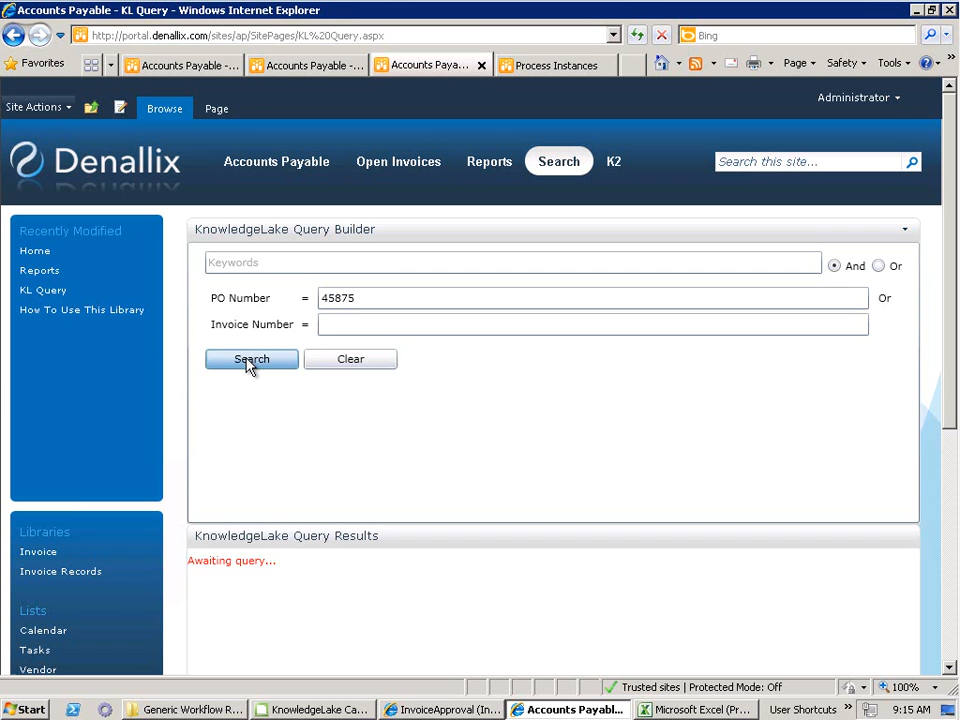 Accounts Payable - KL Query - Windows Internet Explorer
http://portal.denallix.com/sites/ap/SitePages/KL%20Query.aspx
Bing
Favorites
Accounts Payable -...
Accounts Payable -...
Accounts Paya...
Process Instances
Page
Safety
Tools
Site Actions
Browse
Page
Administrator
Denallix
Accounts Payable
Open Invoices
Reports
Search
K2
Search this site...
Recently Modified
Home
Reports
KL Query
How To Use This Library
KnowledgeLake Query Builder
Keywords
And
Or
PO Number = 45875 Or
Invoice Number =
Search
Clear
KnowledgeLake Query Results
Awaiting query...
Libraries
Invoice
Invoice Records
Lists
Calendar
Tasks
Vendor
Trusted sites | Protected Mode: Off
100%
Start
Generic Workflow R...
KnowledgeLake Ca...
InvoiceApproval (In...
Accounts Payabl...
Microsoft Excel (Pr...
User Shortcuts
9:15 AM